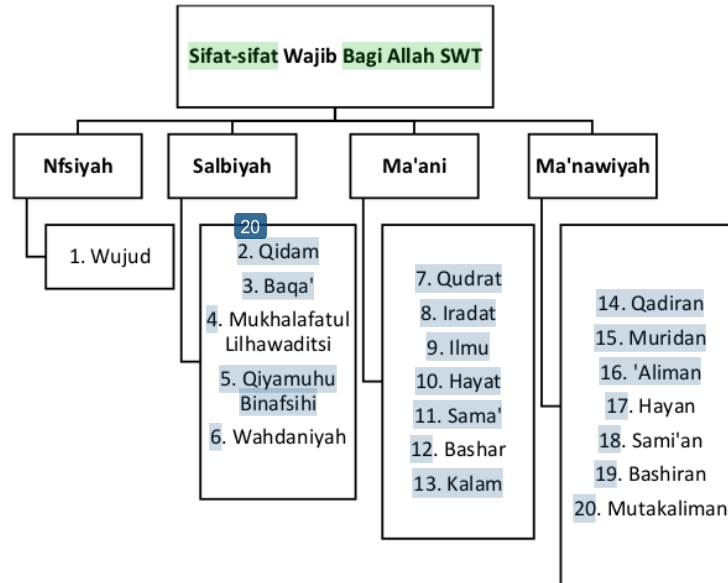 Sifat-sifat Wajib Bagi Allah SWT
Nfsiyah
1. Wujud
Salbiyah
20
2. Qidam
3. Baqa'
4. Mukhalafatul
Lilhawaditsi
5. Qiyamuhu
Binafsihi
6. Wahdaniyah
Ma'ani
7. Qudrat
8. Iradat
9. Ilmu
10. Hayat
11. Sama'
12. Bashar
13. Kalam
Ma'nawiyah
14. Qadiran
15. Muridan
16. 'Aliman
17. Hayan
18. Sami'an
19. Bashiran
20. Mutakaliman